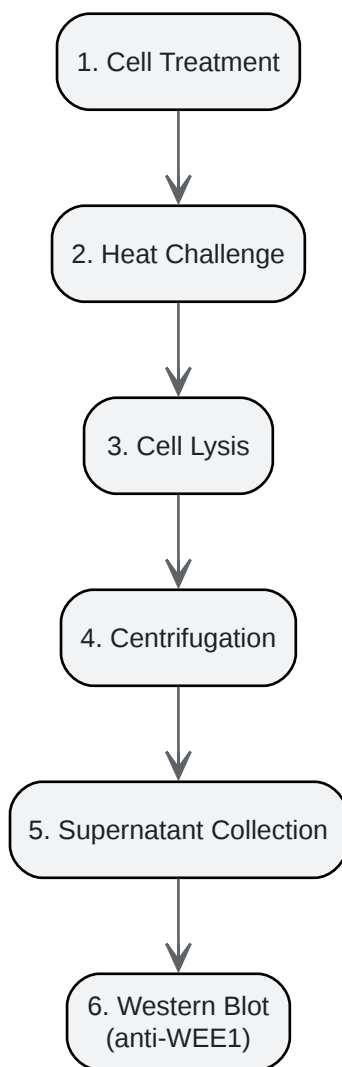 1. Cell Treatment
2. Heat Challenge
3. Cell Lysis
4. Centrifugation
5. Supernatant Collection
6. Western Blot
(anti-WEE1)